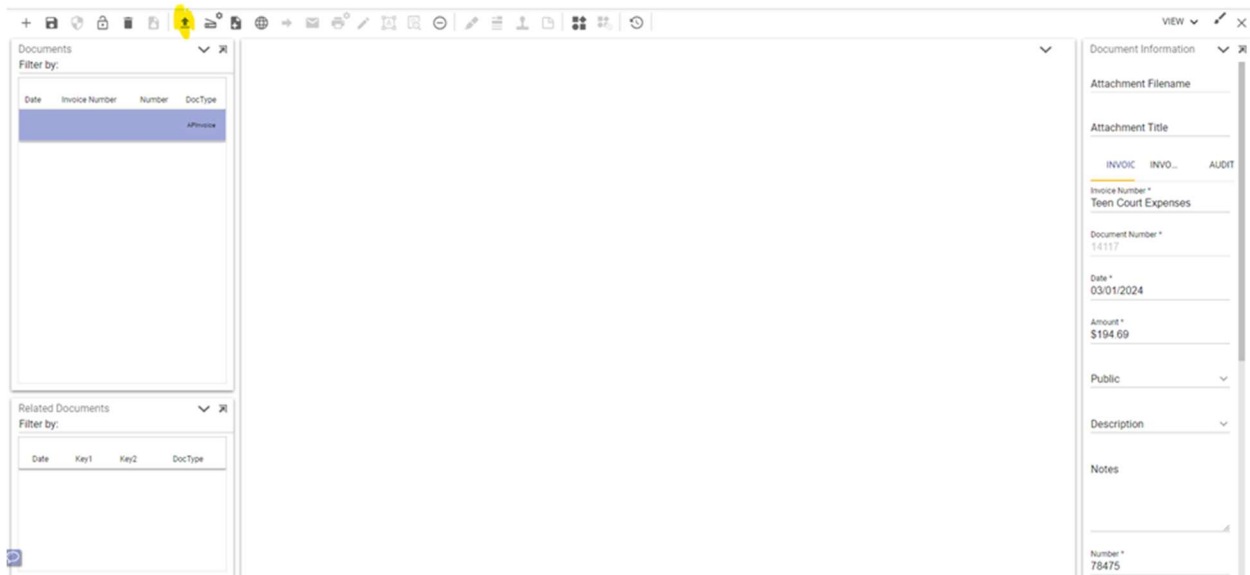 VIEW
Documents
Filter by:
Date Invoice Number Number DocType
APInvoice
Related Documents
Filter by:
Date Key1 Key2 DocType
Document Information
Attachment Filename
Attachment Title
INVOIC INVO... AUDIT
Invoice Number *
Teen Court Expenses
Document Number *
14117
Date *
03/01/2024
Amount *
$194.69
Public
Description
Notes
Number *
78475